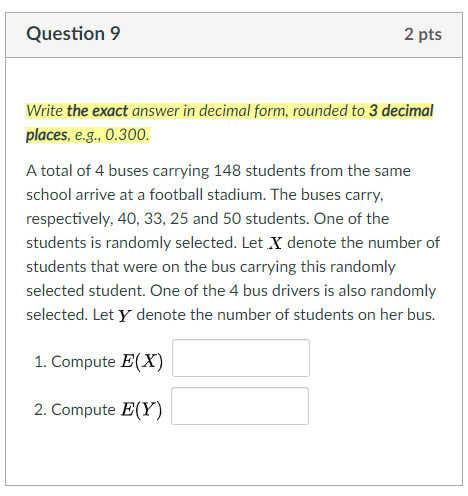 Question 9
2 pts
Write the exact answer in decimal form, rounded to 3 decimal
places, e.g., 0.300.
A total of 4 buses carrying 148 students from the same
school arrive at a football stadium. The buses carry,
respectively, 40, 33, 25 and 50 students. One of the
students is randomly selected. Let X denote the number of
students that were on the bus carrying this randomly
selected student. One of the 4 bus drivers is also randomly
selected. Let Y denote the number of students on her bus.
1. Compute E(X)
2. Compute E(Y)